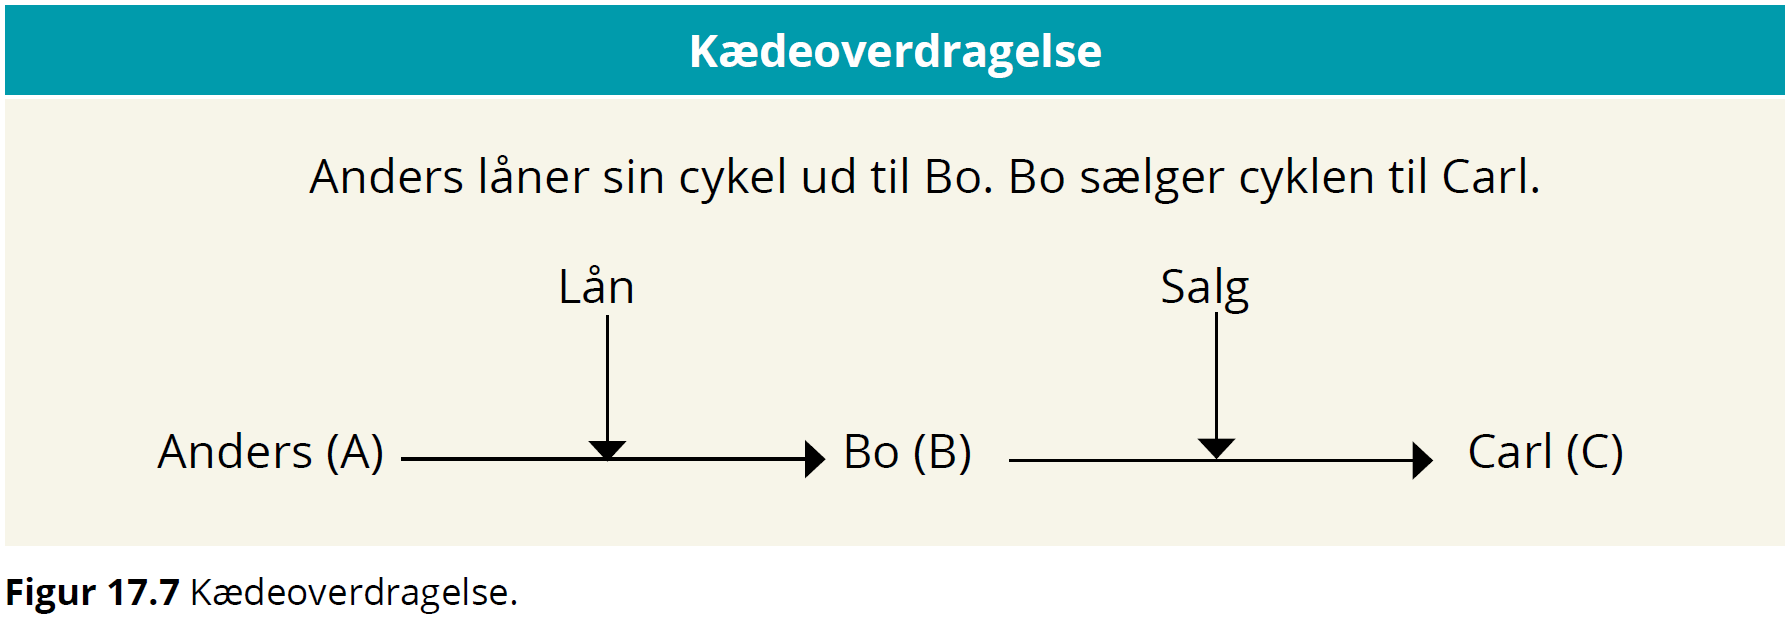 Kædeoverdragelse
Anders låner sin cykel ud til Bo. Bo sælger cyklen til Carl.
Lån Salg
Anders (A) Bo (B) Carl (C)
Figur 17.7 Kædeoverdragelse.